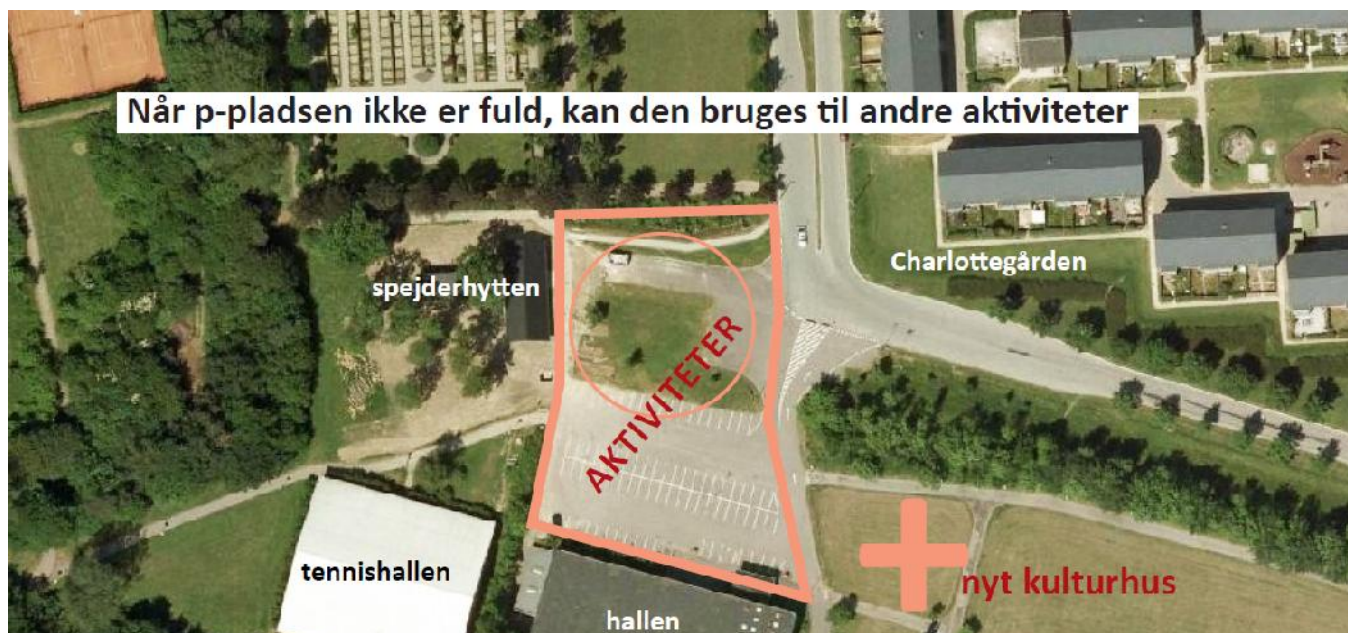 Når p-pladsen ikke er fuld, kan den bruges til andre aktiviteter
Charlottegården
spejderhytten
AKTIVITETER
tennishallen
nyt kulturhus
hallen